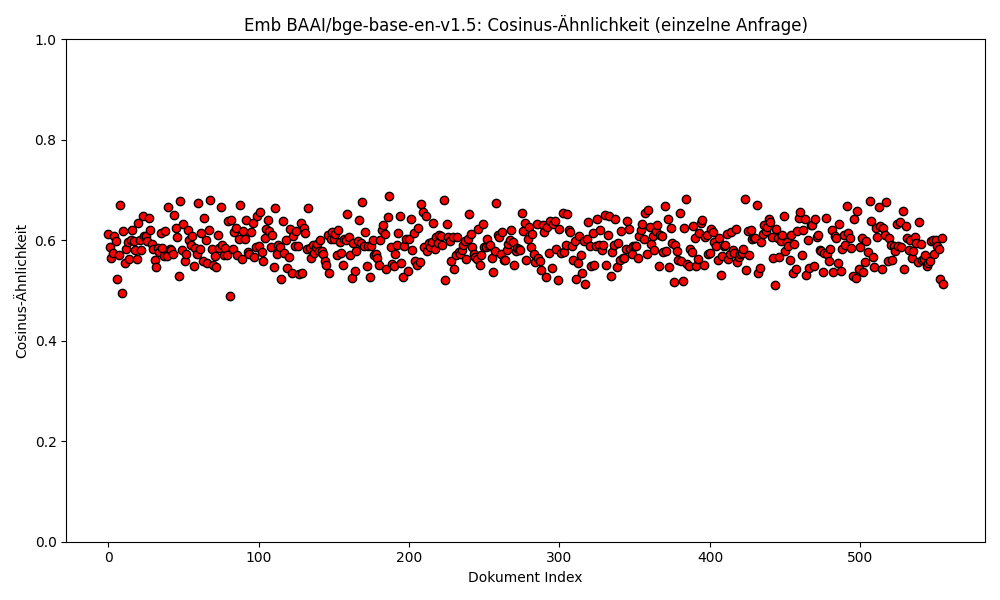 Emb BAAI/bge-base-en-v1.5: Cosinus-Ähnlichkeit (einzelne Anfrage)
1.0
0.8
0.6
0.4
0.2
0.0
Cosinus-Ähnlichkeit
0 100 200 300 400 500
Dokument Index